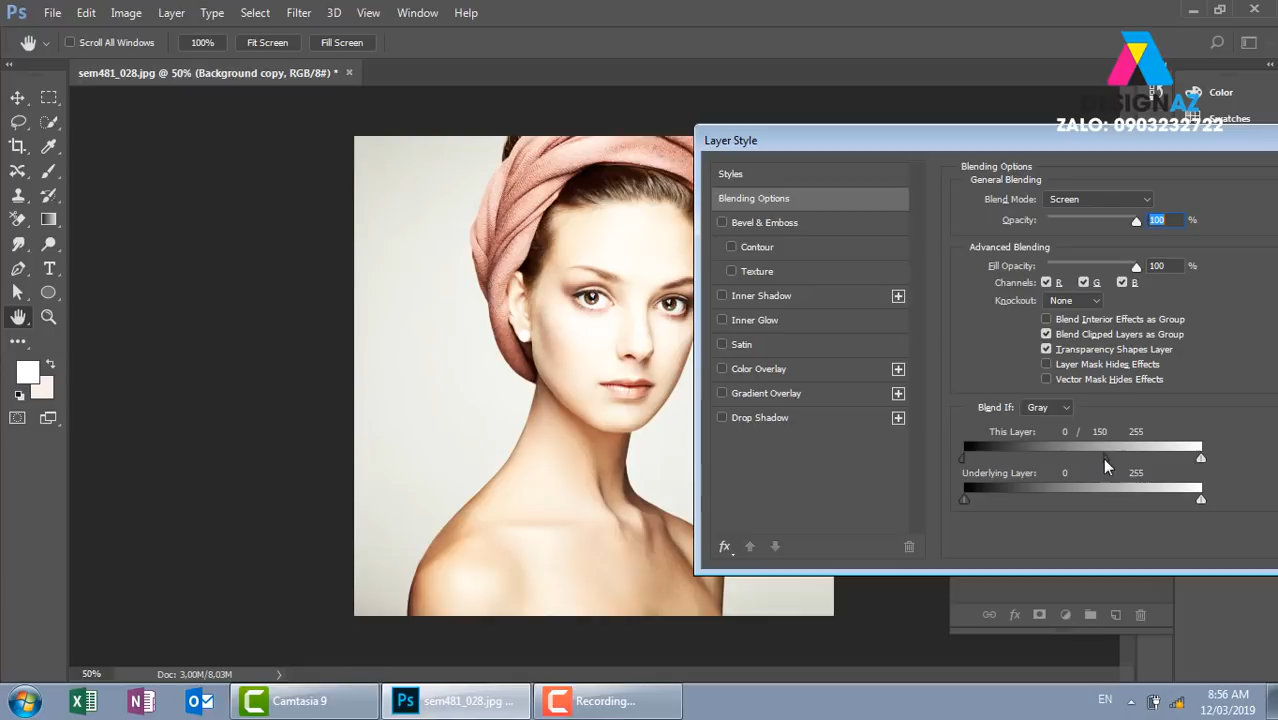 Ps File Edit Image Layer Type Select Filter 3D View Window Help
Scroll All Windows 100% Fit Screen Fill Screen
sem481_028.jpg @ 50% (Background copy, RGB/8#) *
Color
DESIGNAZ
Swatches
ZALO: 0903232722
Layer Style
Styles
Blending Options
Bevel & Emboss
Contour
Texture
Inner Shadow
Inner Glow
Satin
Color Overlay
Gradient Overlay
Drop Shadow
fx
Blending Options
General Blending
Blend Mode: Screen
Opacity: 100 %
Advanced Blending
Fill Opacity: 100 %
Channels: R G B
Knockout: None
Blend Interior Effects as Group
Blend Clipped Layers as Group
Transparency Shapes Layer
Layer Mask Hides Effects
Vector Mask Hides Effects
Blend If: Gray
This Layer: 0 / 150 255
Underlying Layer: 0 255
fx
50% Doc: 3,00M/8,03M
Camtasia 9
Ps sem481_028.jpg ...
Recording...
EN
8:56 AM
12/03/2019